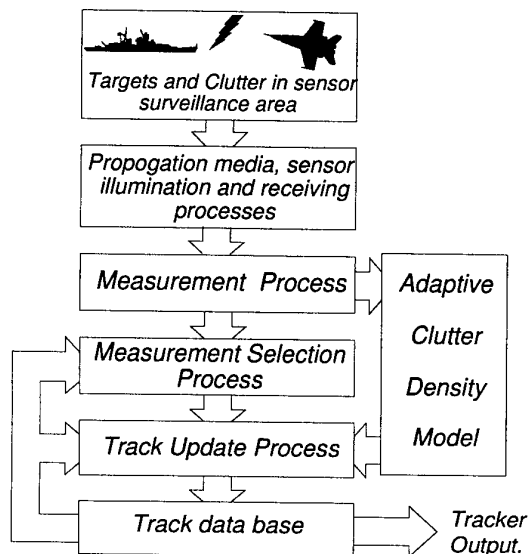 Targets and Clutter in sensor
surveillance area
Propogation media, sensor
illumination and receiving
processes
Measurement Process
Adaptive
Clutter
Density
Model
Measurement Selection
Process
Track Update Process
Track data base
Tracker
Output.